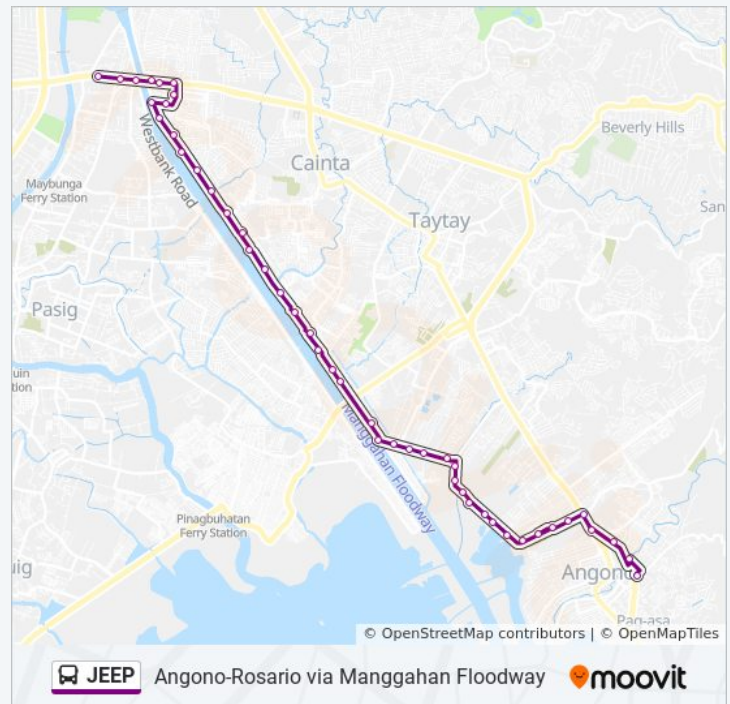 Westbank Road
Cainta
Beverly Hills
Maybunga
Ferry Station
Taytay
San
Pasig
uin
tion
Manggahan Floodway
Pinagbuhatan
Ferry Station
uig
Angono
Pag-asa
© OpenStreetMap contributors | © OpenMapTiles
JEEP Angono-Rosario via Manggahan Floodway moovit